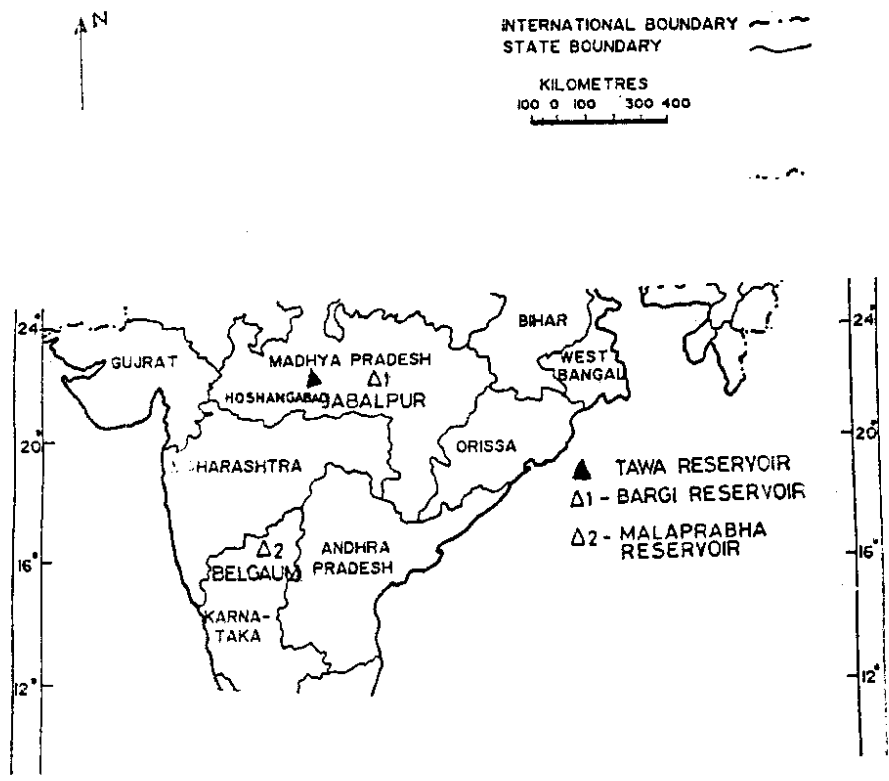 N
INTERNATIONAL BOUNDARY
STATE BOUNDARY
KILOMETRES
100 0 100 300 400
24°
24°
BIHAR
GUJRAT
MADHYA PRADESH
WEST
BENGAL
Δ1
HOSHANGABAD
JABALPUR
20°
20°
ORISSA
HARASHTRA
▲ TAWA RESERVOIR
Δ1 - BARGI RESERVOIR
Δ2 - MALAPRABHA
RESERVOIR
Δ2
BELGAUM
ANDHRA
PRADESH
16°
16°
KARNA-
TAKA
12°
12°